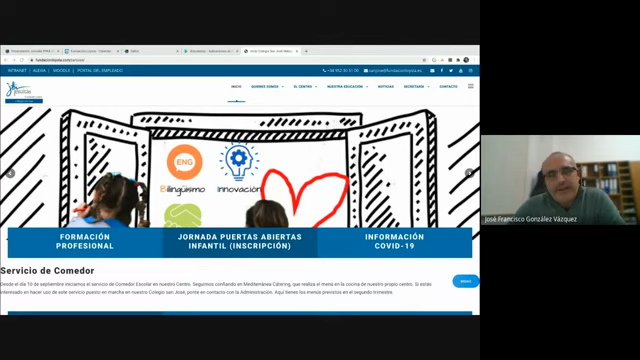 INTRANET | ALEXIA | MOODLE | PORTAL DEL EMPLEADO
INICIO
QUIENES SOMOS
EL CENTRO
NUESTRA EDUCACIÓN
NOTICIAS
SECRETARÍA
CONTACTO
ENG
Bilingüismo
Innovación
FORMACIÓN
PROFESIONAL
JORNADA PUERTAS ABIERTAS
INFANTIL (INSCRIPCIÓN)
INFORMACIÓN
COVID-19
José Francisco González Vázquez
Servicio de Comedor
Desde el día 10 de septiembre iniciamos el servicio de Comedor Escolar en nuestro Centro. Seguimos confiando en Mediterránea Cátering, que realiza el menú en la cocina de nuestro propio centro. Si estás
interesado en hacer uso de este servicio puesto en marcha en nuestro Colegio san José, ponte en contacto con la Administración. Aquí tienes los menús previstos en el segundo trimestre.